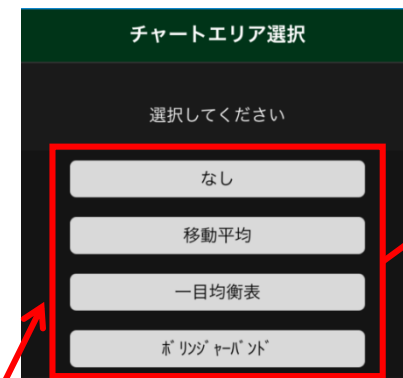 チャートエリア選択
選択してください
なし
移動平均
一目均衡表
ﾎﾞﾘﾝｼﾞｬｰﾊﾞﾝﾄﾞ